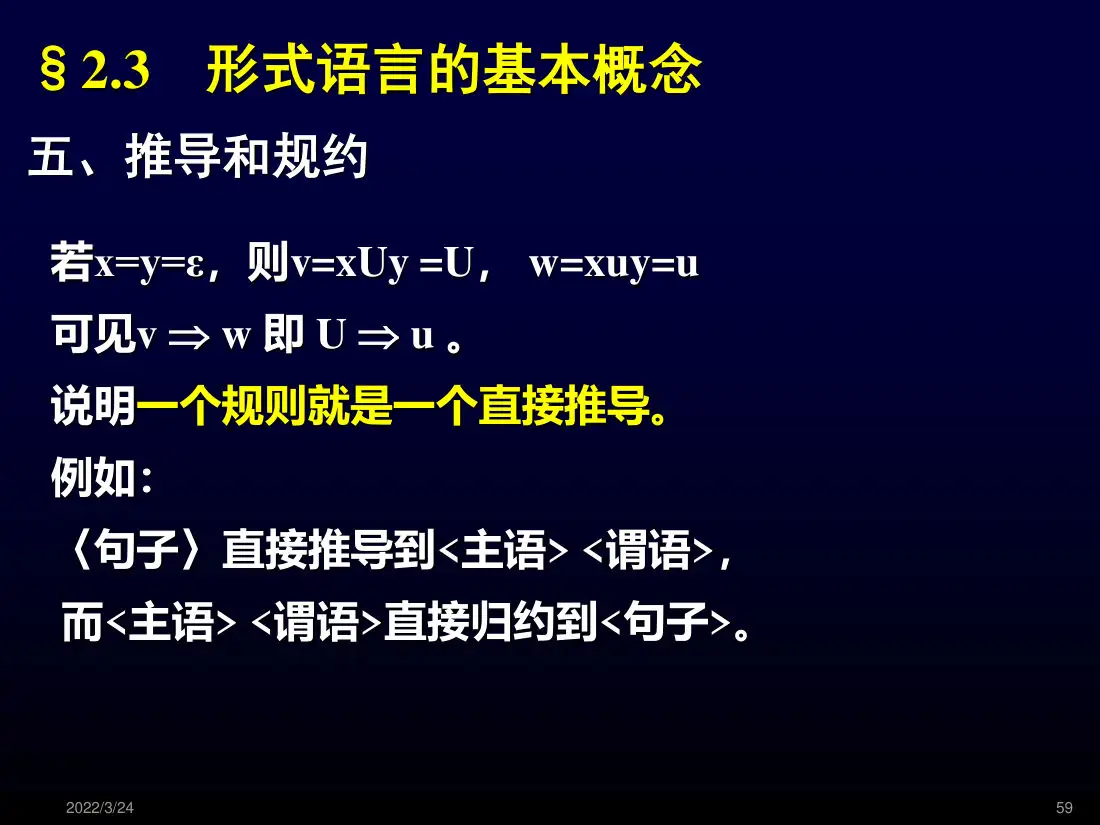 §2.3 形式语言的基本概念
五、推导和规约
若x=y=ε，则v=xUy =U， w=xuy=u
可见v ⇒ w 即 U ⇒ u 。
说明一个规则就是一个直接推导。
例如：
〈句子〉直接推导到<主语> <谓语>，
而<主语> <谓语>直接归约到<句子>。
2022/3/24
59